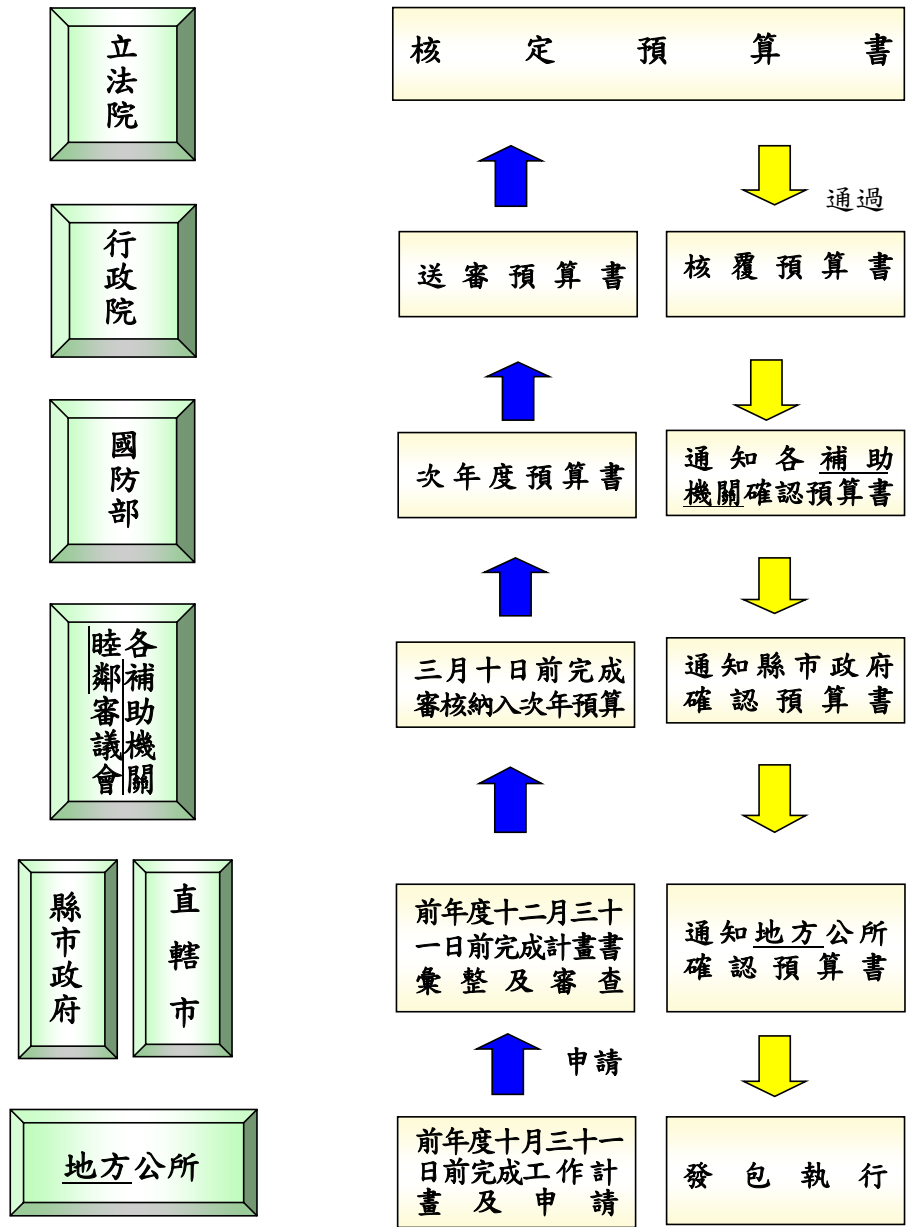 立法院
核定預算書
通過
行政院
送審預算書
核覆預算書
國防部
次年度預算書
通知各補助
機關確認預算書
各補助機關
睦鄰審議會
三月十日前完成
審核納入次年預算
通知縣市政府
確認預算書
縣市政府
直轄市
前年度十二月三十
一日前完成計畫書
彙整及審查
通知地方公所
確認預算書
申請
地方公所
前年度十月三十一
日前完成工作計
畫及申請
發包執行